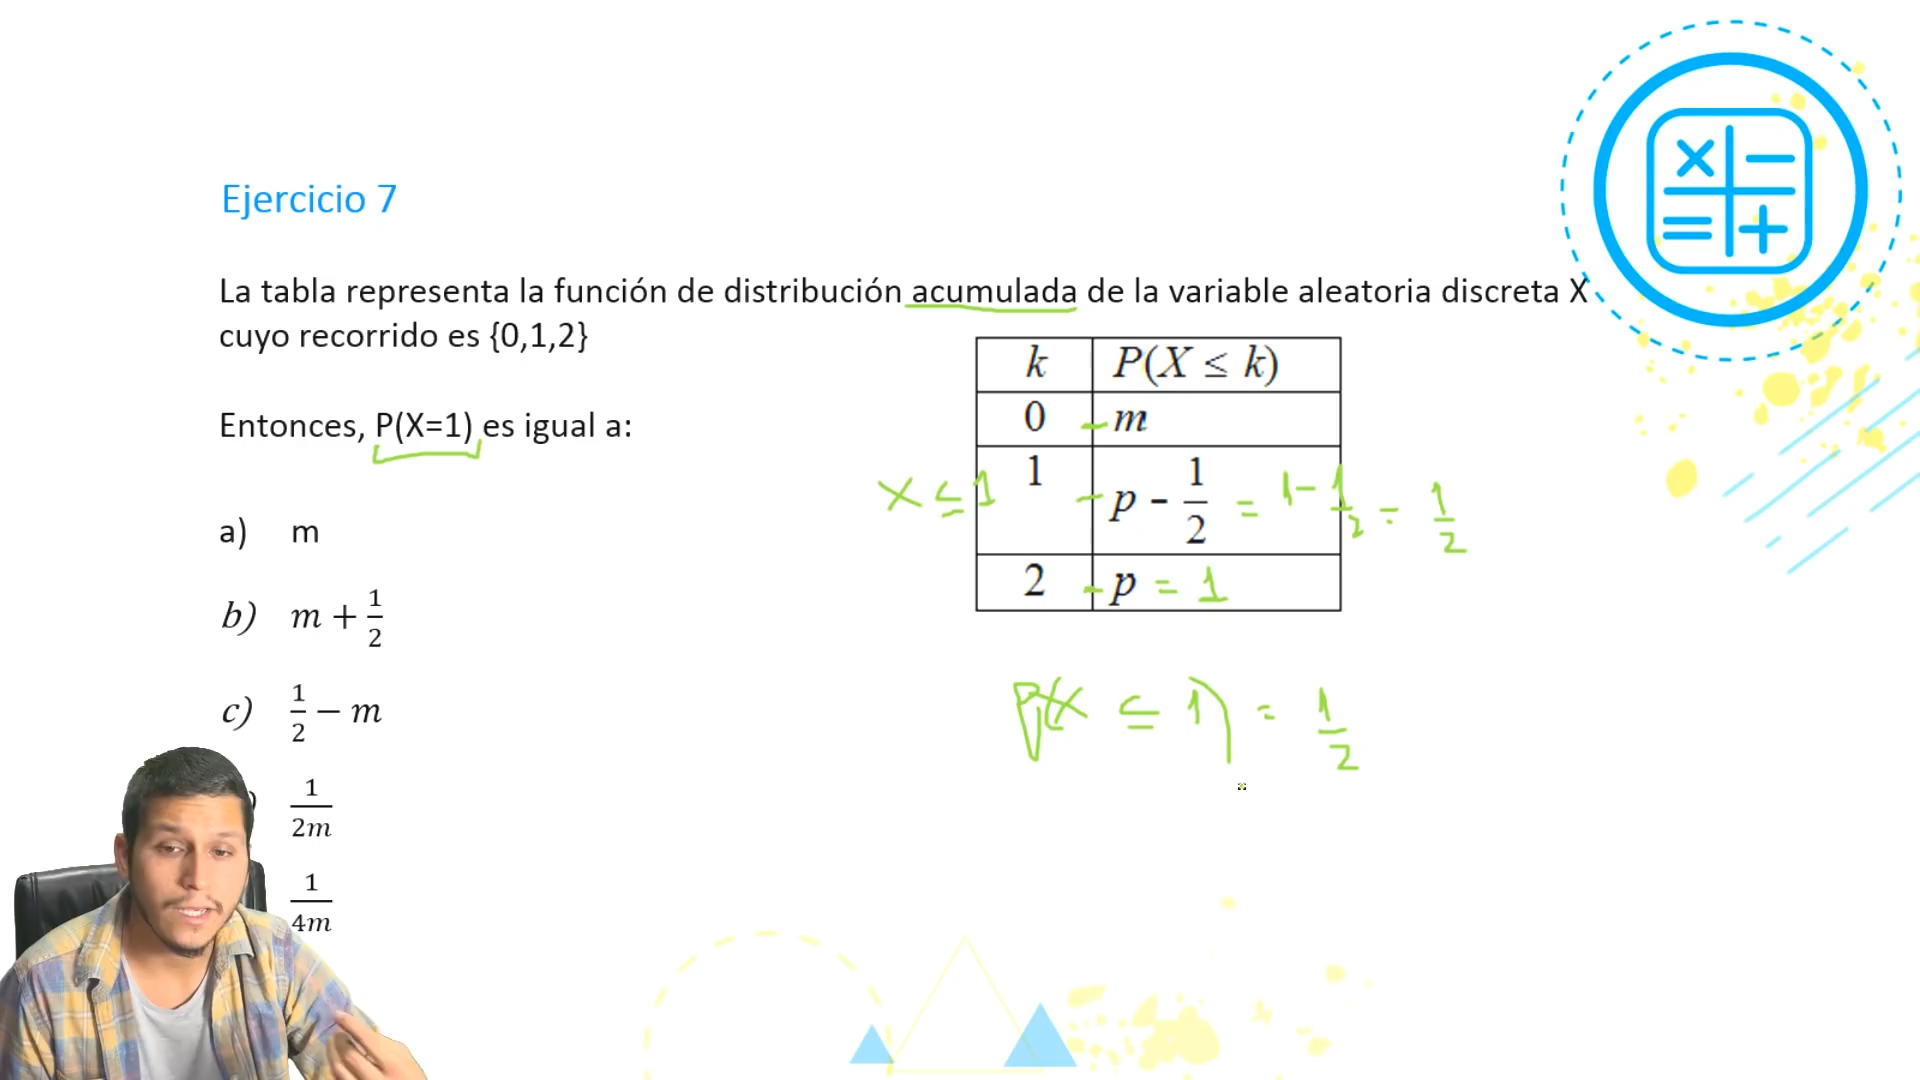 Ejercicio 7
La tabla representa la función de distribución acumulada de la variable aleatoria discreta X
cuyo recorrido es {0,1,2}
k P(X ≤ k)
0 m
Entonces, P(X=1) es igual a:
X ≤ 1 1 p - 1/2 = 1 - 1/2 = 1/2
a) m
2 p = 1
b) m + 1/2
c) 1/2 − m
P(X ≤ 1) = 1/2
1/2m
1/4m